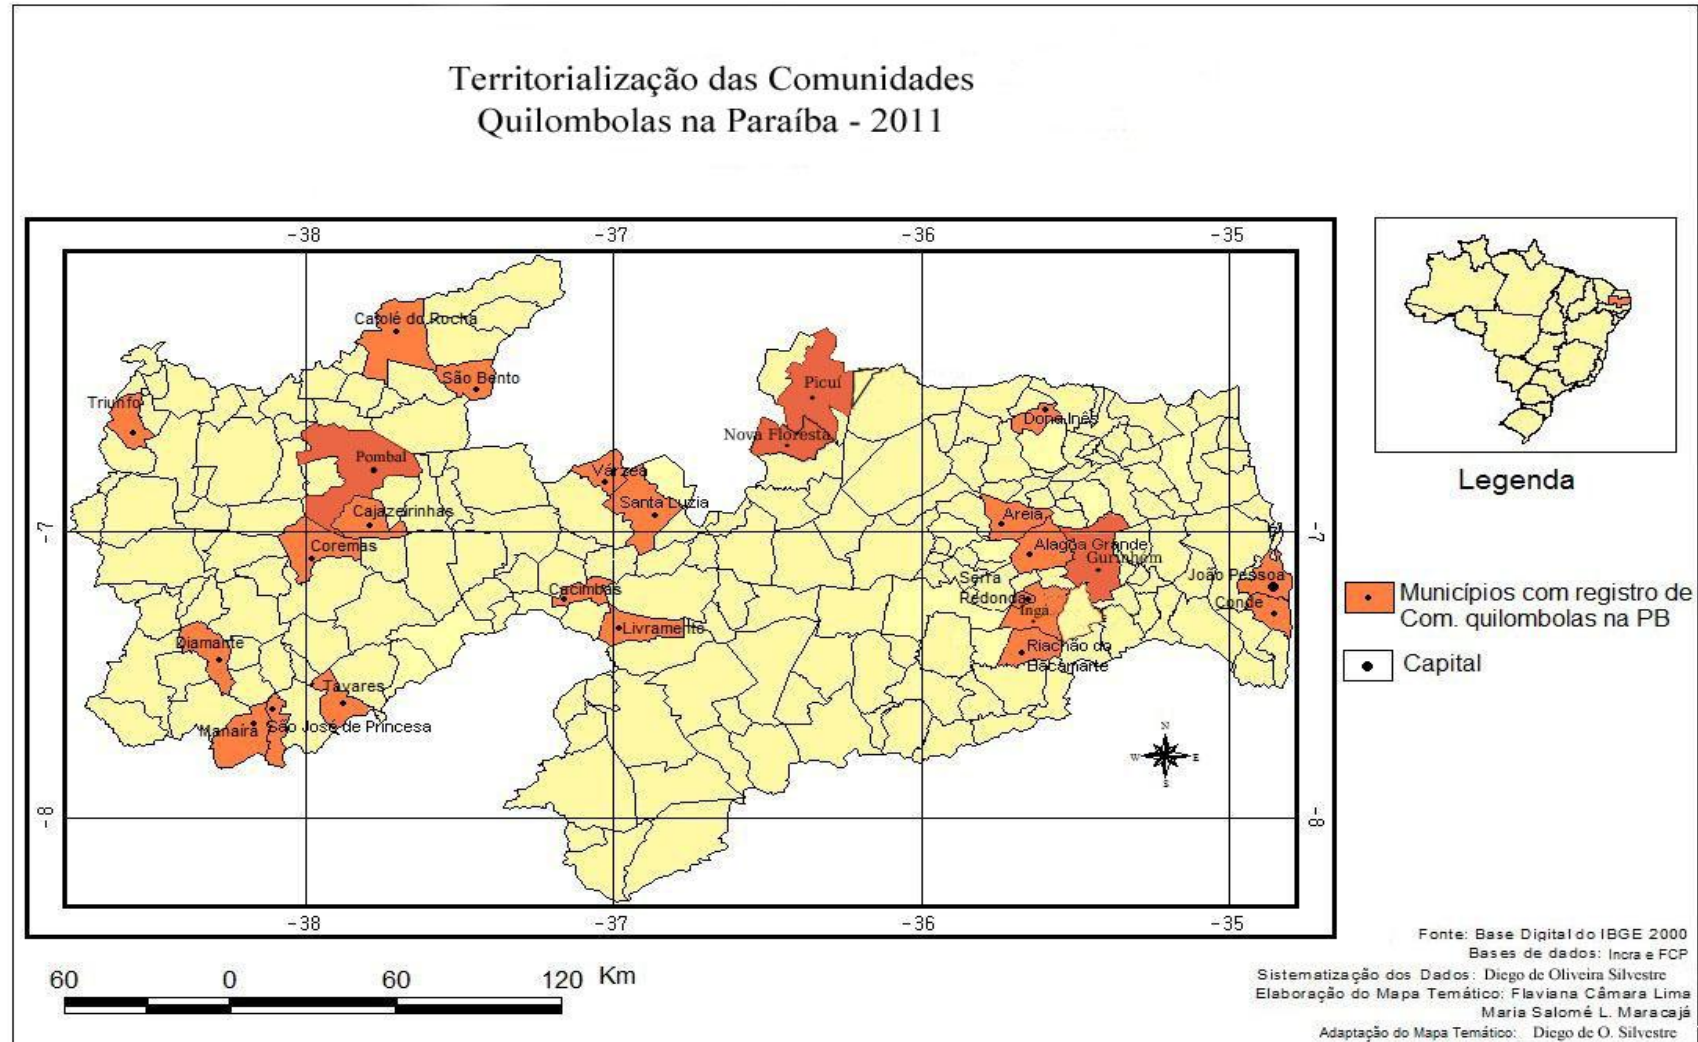 Territorialização das Comunidades
Quilombolas na Paraíba - 2011
-38
-37
-36
-35
Catolé do Rocha
São Bento
Triunfo
Picuí
Nova Floresta
Dona Inês
Pombal
Várzea
Santa Luzia
Cajazeirinhas
Areia
-7
-7
Coremas
Alagoa Grande
Gurinhém
Cacimbas
Serra
Redonda
Ingá
João Pessoa
Conde
Livramento
Diamante
Riachão do
Bacamarte
Tavares
Manaíra
São José de Princesa
N
W
E
S
-8
-8
-38
-37
-36
-35
Legenda
Municípios com registro de
Com. quilombolas na PB
Capital
60
0
60
120
Km
Fonte: Base Digital do IBGE 2000
Bases de dados: Incra e FCP
Sistematização dos Dados: Diego de Oliveira Silvestre
Elaboração do Mapa Temático: Flaviana Câmara Lima
Maria Salomé L. Maracajá
Adaptação do Mapa Temático: Diego de O. Silvestre